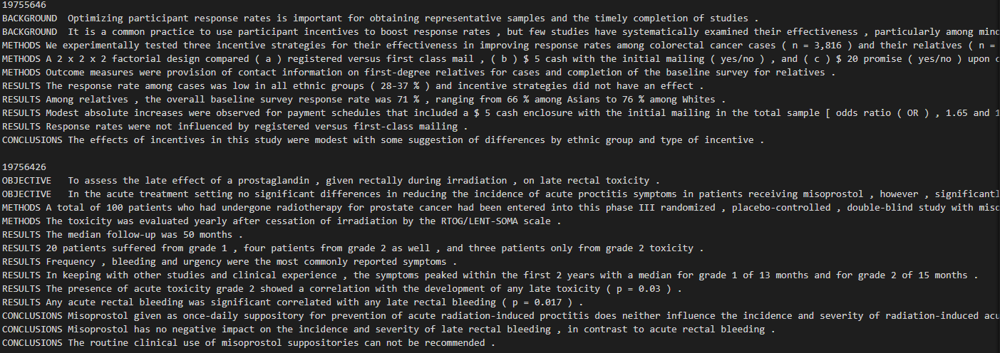 19755646
BACKGROUND  Optimizing participant response rates is important for obtaining representative samples and the timely completion of studies .
BACKGROUND  It is a common practice to use participant incentives to boost response rates , but few studies have systematically examined their effectiveness , particularly among
METHODS We experimentally tested three incentive strategies for their effectiveness in improving response rates among colorectal cancer cases ( n = 3,816 ) and their relatives ( n =
METHODS A 2 x 2 x 2 factorial design compared ( a ) registered versus first class mail , ( b ) $ 5 cash with the initial mailing ( yes/no ) , and ( c ) $ 20 promise ( yes/no ) upon
METHODS Outcome measures were provision of contact information on first-degree relatives for cases and completion of the baseline survey for relatives .
RESULTS The response rate among cases was low in all ethnic groups ( 28-37 % ) and incentive strategies did not have an effect .
RESULTS Among relatives , the overall baseline survey response rate was 71 % , ranging from 66 % among Asians to 76 % among Whites .
RESULTS Modest absolute increases were observed for payment schedules that included a $ 5 cash enclosure with the initial mailing in the total sample [ odds ratio ( OR ) , 1.65 and
RESULTS Response rates were not influenced by registered versus first-class mailing .
CONCLUSIONS The effects of incentives in this study were modest with some suggestion of differences by ethnic group and type of incentive .
19756426
OBJECTIVE   To assess the late effect of a prostaglandin , given rectally during irradiation , on late rectal toxicity .
OBJECTIVE   In the acute treatment setting no significant differences in reducing the incidence of acute proctitis symptoms in patients receiving misoprostol , however ,
METHODS A total of 100 patients who had undergone radiotherapy for prostate cancer had been entered into this phase III randomized , placebo-controlled , double-blind study with
METHODS The toxicity was evaluated yearly after cessation of irradiation by the RTOG/LENT-SOMA scale .
RESULTS The median follow-up was 50 months .
RESULTS 20 patients suffered from grade 1 , four patients from grade 2 as well , and three patients only from grade 2 toxicity .
RESULTS Frequency , bleeding and urgency were the most commonly reported symptoms .
RESULTS In keeping with other studies and clinical experience , the symptoms peaked within the first 2 years with a median for grade 1 of 13 months and for grade 2 of 15 months .
RESULTS The presence of acute toxicity grade 2 showed a correlation with the development of any late toxicity ( p = 0.03 ) .
RESULTS Any acute rectal bleeding was significant correlated with any late rectal bleeding ( p = 0.017 ) .
CONCLUSIONS Misoprostol given as once-daily suppository for prevention of acute radiation-induced proctitis does neither influence the incidence and severity of radiation-induced
CONCLUSIONS Misoprostol has no negative impact on the incidence and severity of late rectal bleeding , in contrast to acute rectal bleeding .
CONCLUSIONS The routine clinical use of misoprostol suppositories can not be recommended .